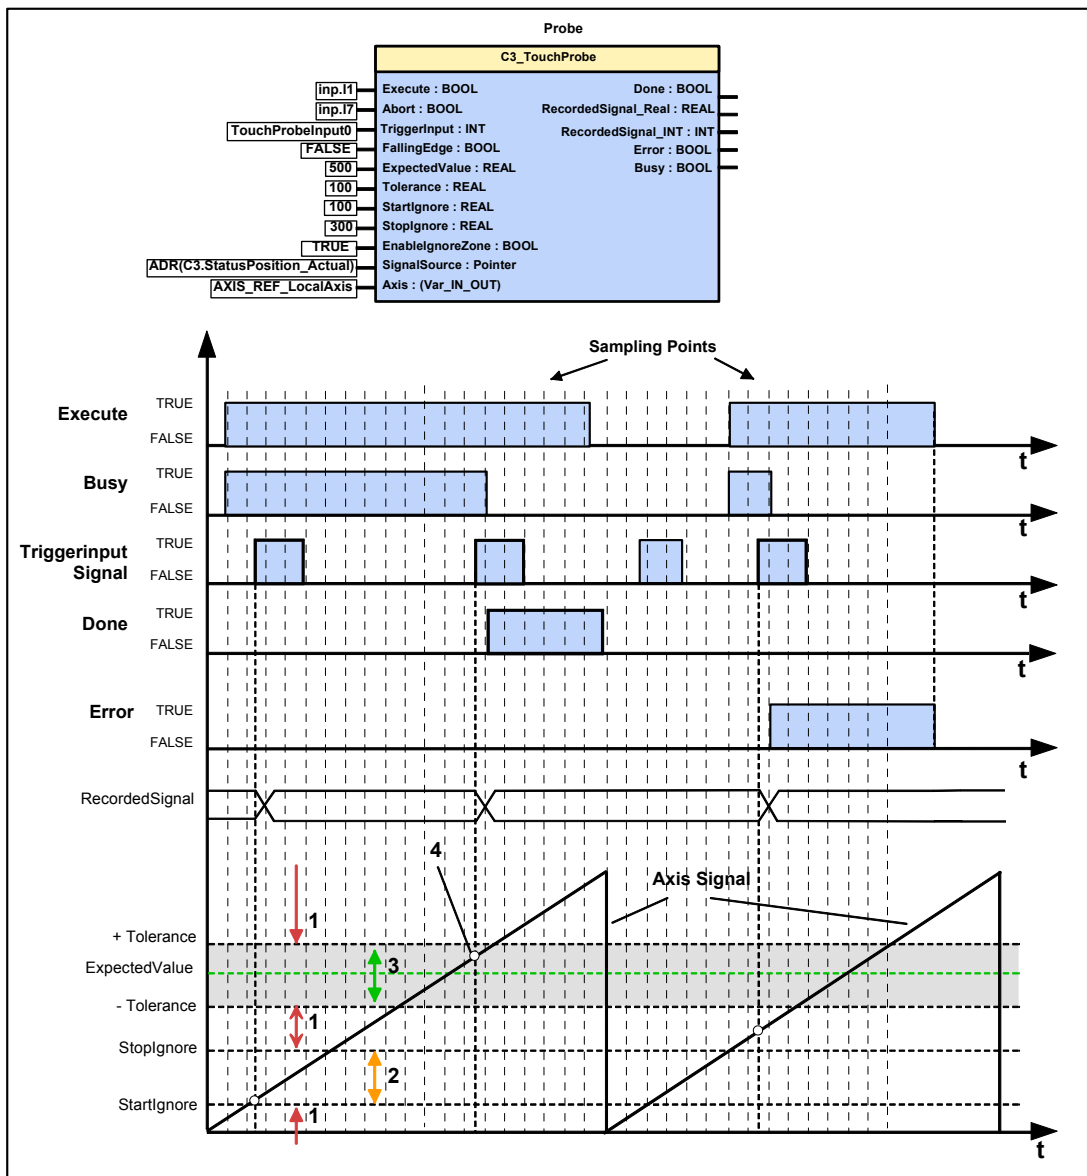 Probe
C3_TouchProbe
inp.I1 Execute : BOOL Done : BOOL
inp.I7 Abort : BOOL RecordedSignal_Real : REAL
TouchProbeInput0 TriggerInput : INT RecordedSignal_INT : INT
FALSE FallingEdge : BOOL Error : BOOL
500 ExpectedValue : REAL Busy : BOOL
100 Tolerance : REAL
100 StartIgnore : REAL
300 StopIgnore : REAL
TRUE EnableIgnoreZone : BOOL
ADR(C3.StatusPosition_Actual) SignalSource : Pointer
AXIS_REF_LocalAxis Axis : (Var_IN_OUT)
Sampling Points
Execute TRUE
FALSE
t
Busy TRUE
FALSE
t
Triggerinput TRUE
Signal FALSE
t
Done TRUE
FALSE
t
Error TRUE
FALSE
t
RecordedSignal
4
Axis Signal
1
+ Tolerance
ExpectedValue 3
- Tolerance
1
StopIgnore
2
StartIgnore
1
t